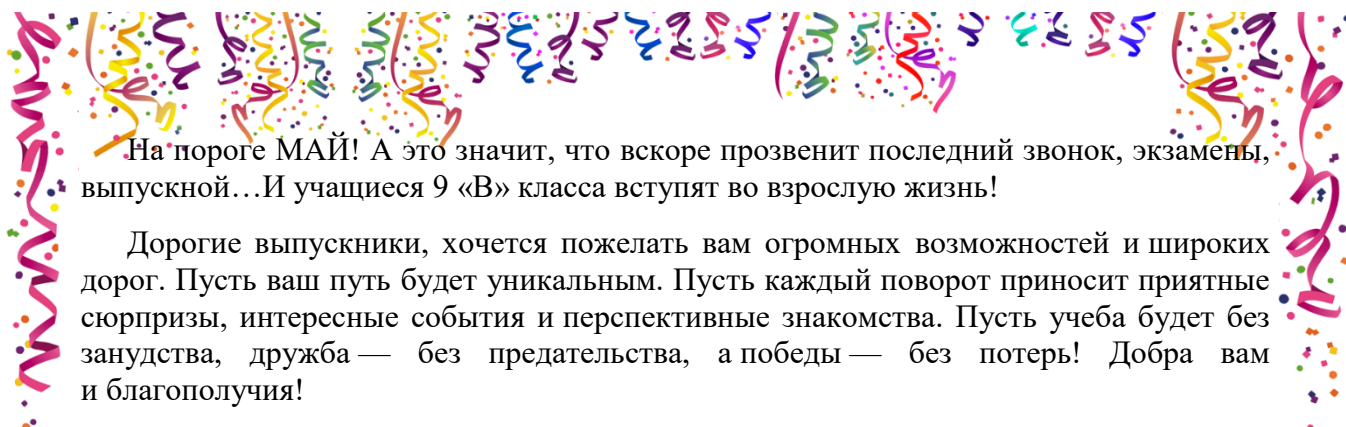 На пороге МАЙ! А это значит, что вскоре прозвенит последний звонок, экзамены,
выпускной…И учащиеся 9 «В» класса вступят во взрослую жизнь!
Дорогие выпускники, хочется пожелать вам огромных возможностей и широких
дорог. Пусть ваш путь будет уникальным. Пусть каждый поворот приносит приятные
сюрпризы, интересные события и перспективные знакомства. Пусть учеба будет без
занудства, дружба — без предательства, а победы — без потерь! Добра вам
и благополучия!